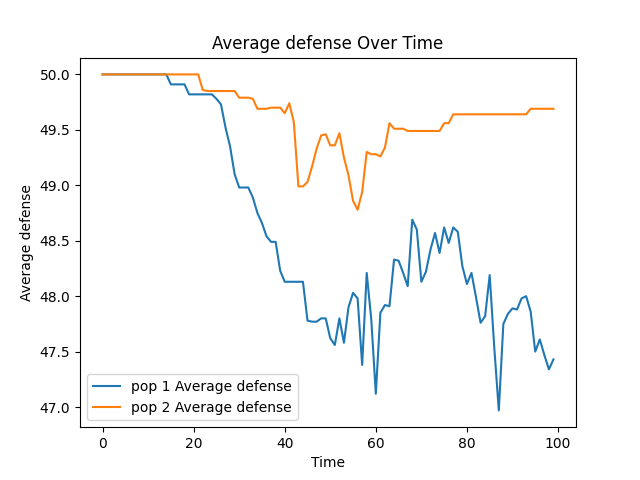 Average defense Over Time
Average defense
50.0
49.5
49.0
48.5
48.0
47.5
47.0
pop 1 Average defense
pop 2 Average defense
0 20 40 60 80 100
Time